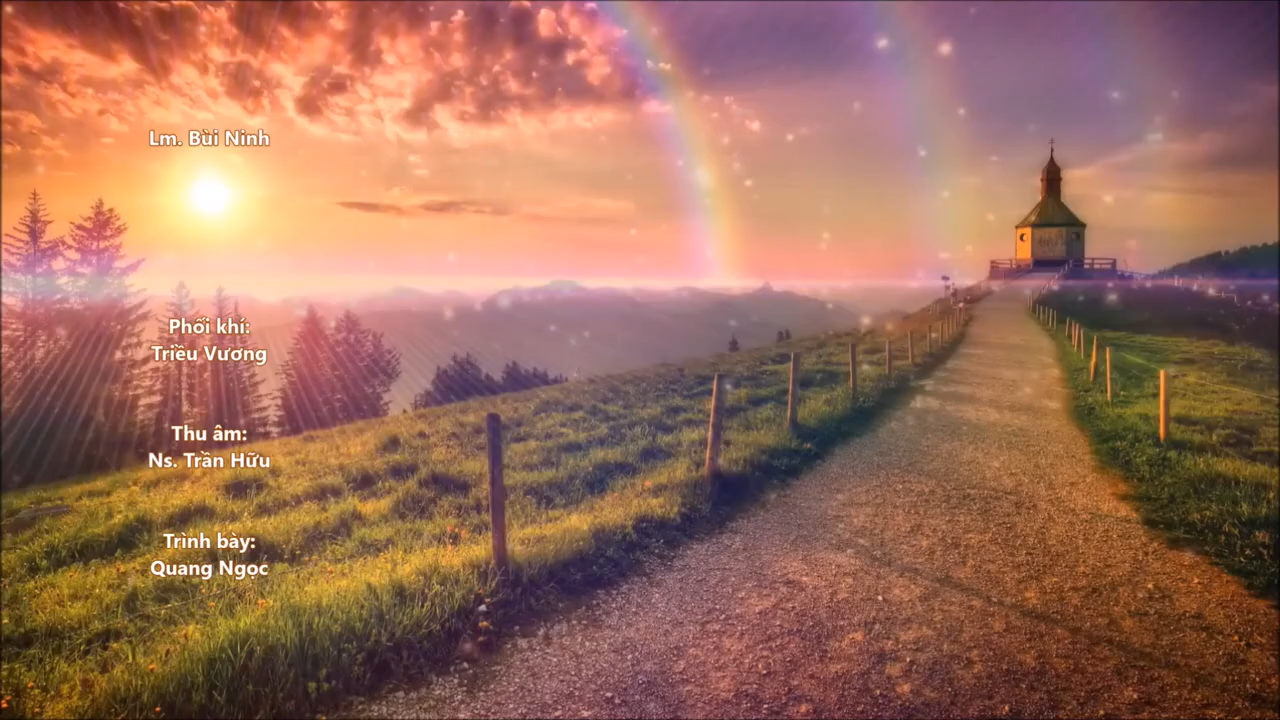 Lm. Bùi Ninh
Phối khí:
Triều Vương
Thu âm:
Ns. Trần Hữu
Trình bày:
Quang Ngọc